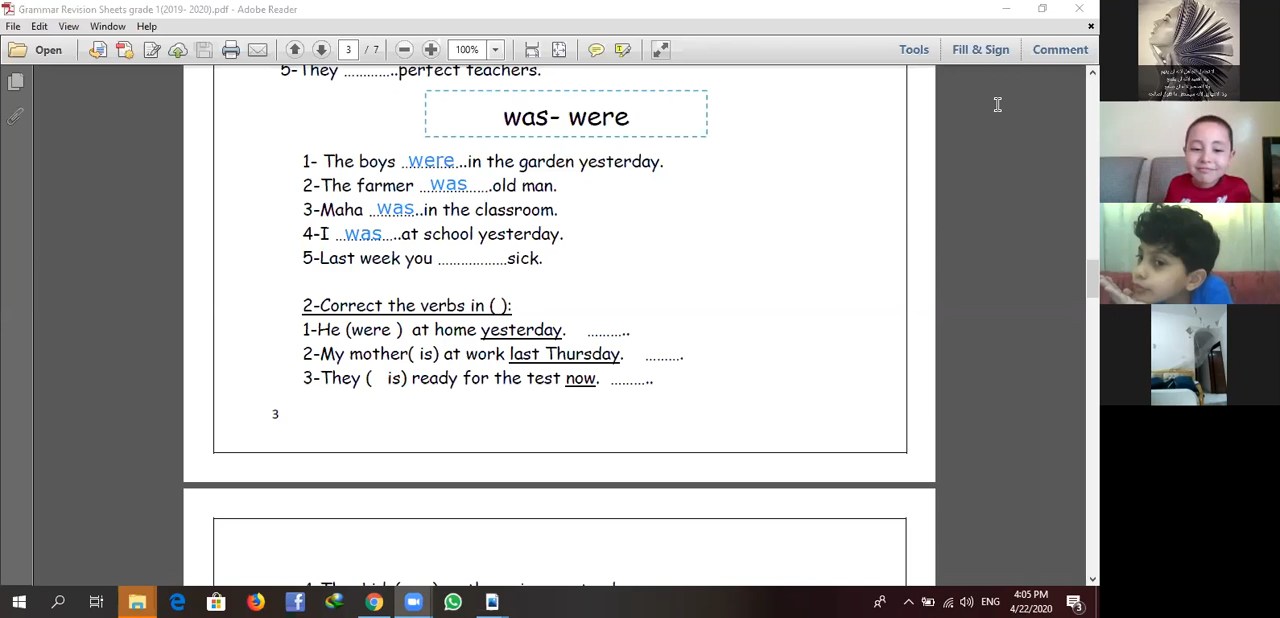 Grammar Revision Sheets grade 1(2019- 2020).pdf - Adobe Reader
File Edit View Window Help
Open 3 / 7 100% Tools Fill & Sign Comment
5-They .............perfect teachers.
was- were
1- The boys ..were...in the garden yesterday.
2-The farmer ..was......old man.
3-Maha ..was...in the classroom.
4-I ..was....at school yesterday.
5-Last week you .................sick.
2-Correct the verbs in ( ):
1-He (were ) at home yesterday. ..........
2-My mother( is) at work last Thursday. .........
3-They ( is) ready for the test now. ...........
3
ENG
4:05 PM
4/22/2020
3